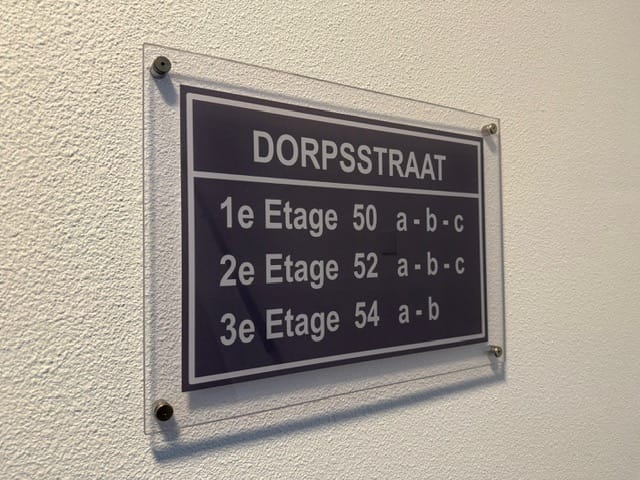 DORPSSTRAAT
1e Etage 50 a - b - c
2e Etage 52 a - b - c
3e Etage 54 a - b